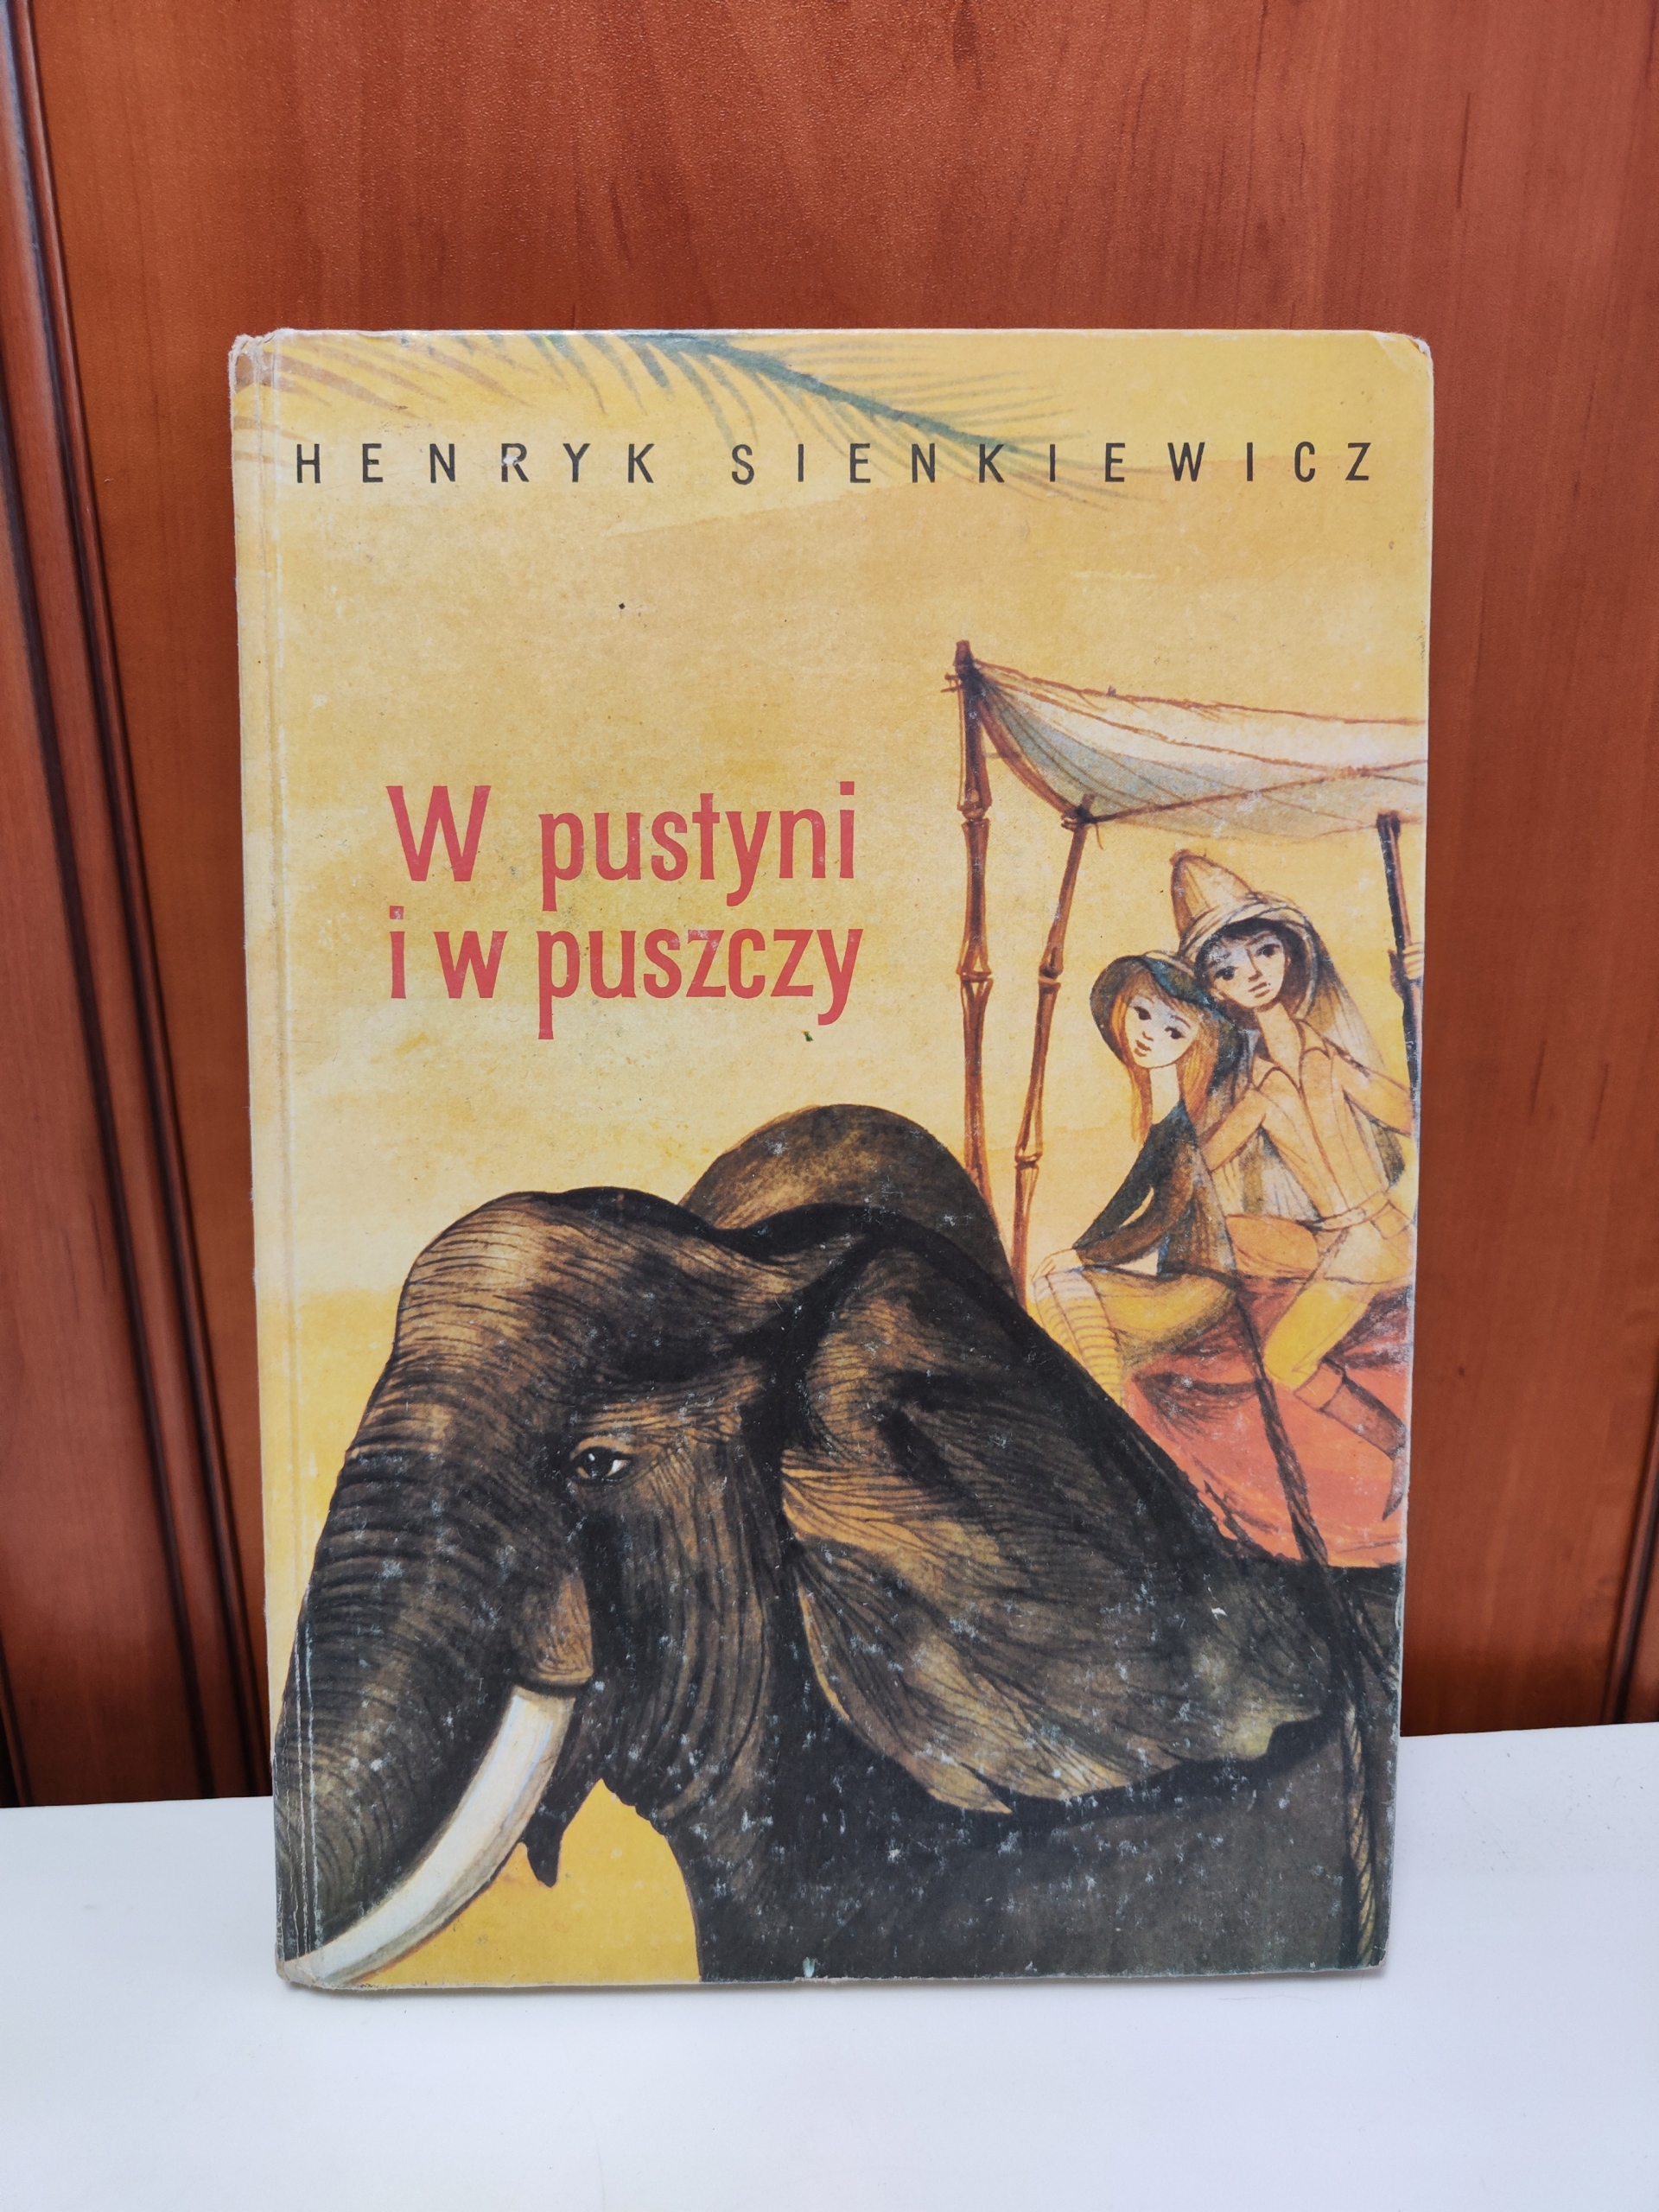 HENRYK SIENKIEWICZ
W pustyni
i w puszczy